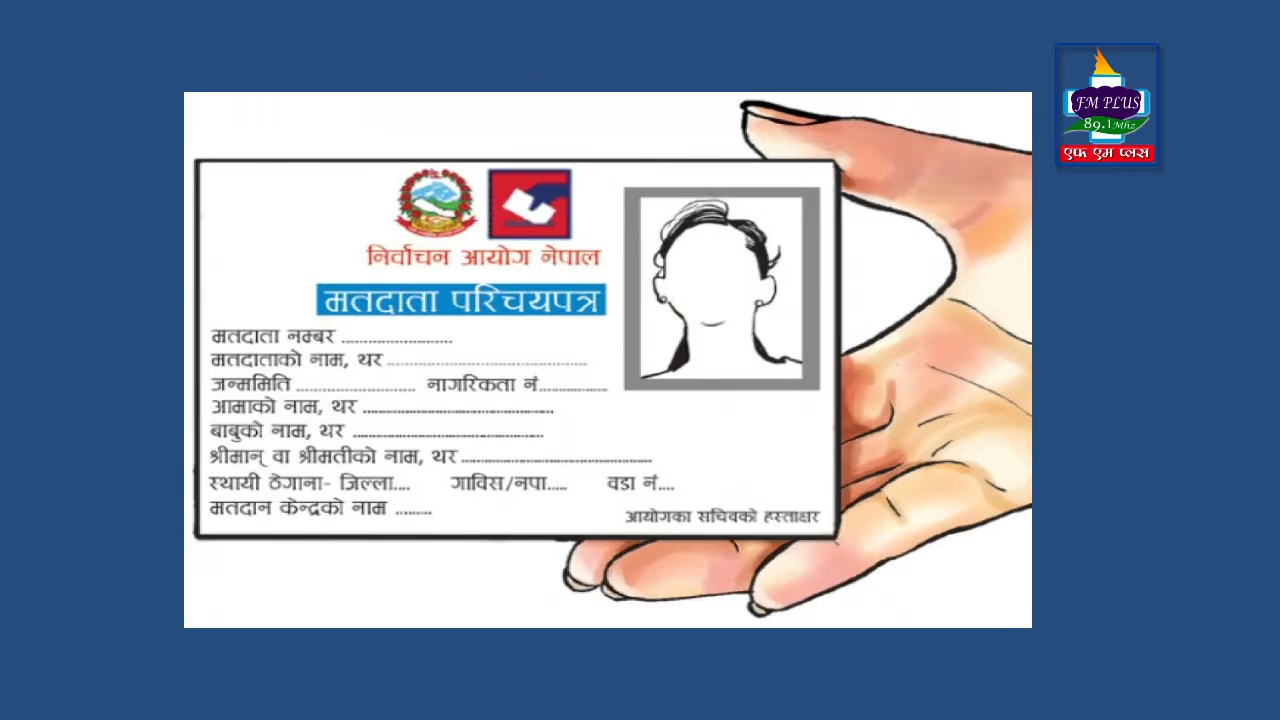 FM PLUS
89.1 Mhz
एफ एम प्लस
निर्वाचन आयोग नेपाल
मतदाता परिचयपत्र
मतदाता नम्बर ............................
मतदाताको नाम, थर ..................................................
जन्ममिति .............................. नागरिकता नं..................
आमाको नाम, थर ................................................
बाबुको नाम, थर ................................................
श्रीमान् वा श्रीमतीको नाम, थर ................................................
स्थायी ठेगाना- जिल्ला.... गाविस/नपा..... वडा नं....
मतदान केन्द्रको नाम .........
आयोगका सचिवको हस्ताक्षर